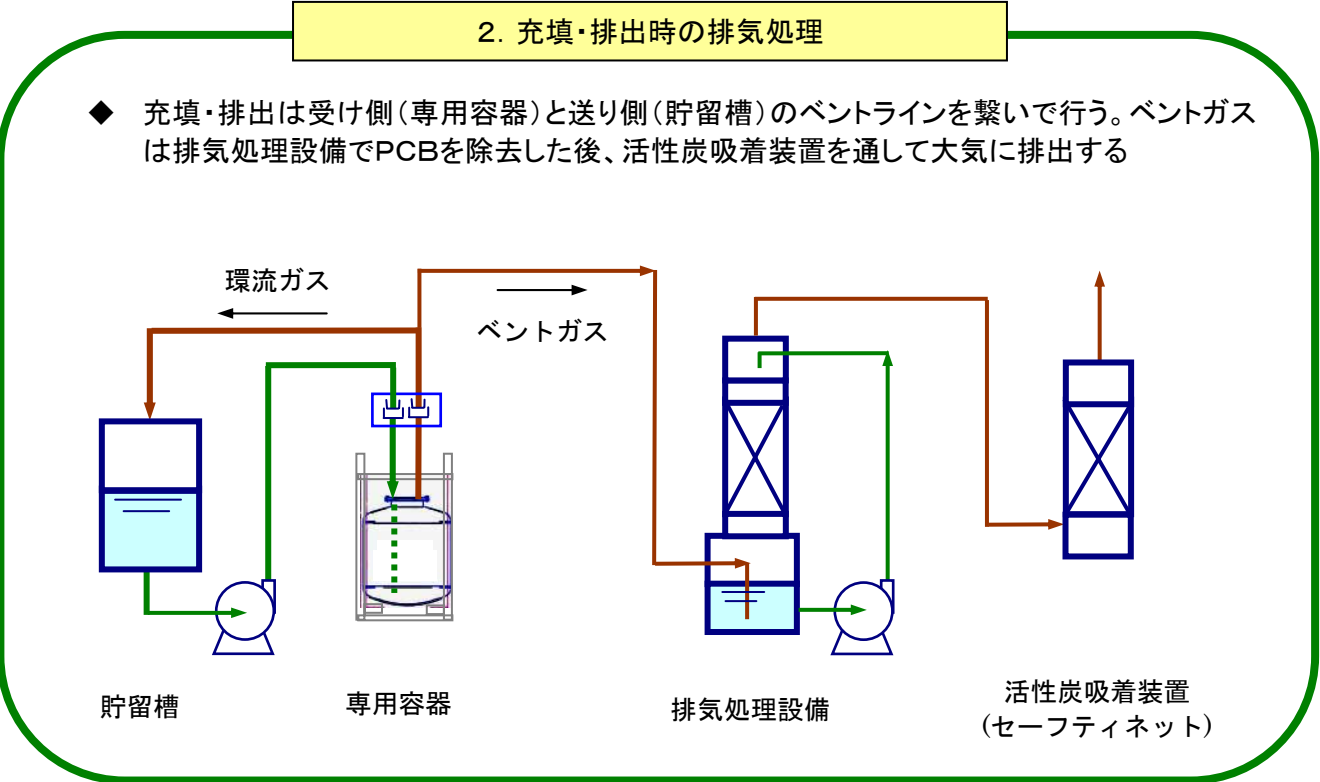 2．充填・排出時の排気処理
◆ 充填・排出は受け側（専用容器）と送り側（貯留槽）のベントラインを繋いで行う。ベントガス
は排気処理設備でPCBを除去した後、活性炭吸着装置を通して大気に排出する
環流ガス
ベントガス
貯留槽
専用容器
排気処理設備
活性炭吸着装置
(セーフティネット)